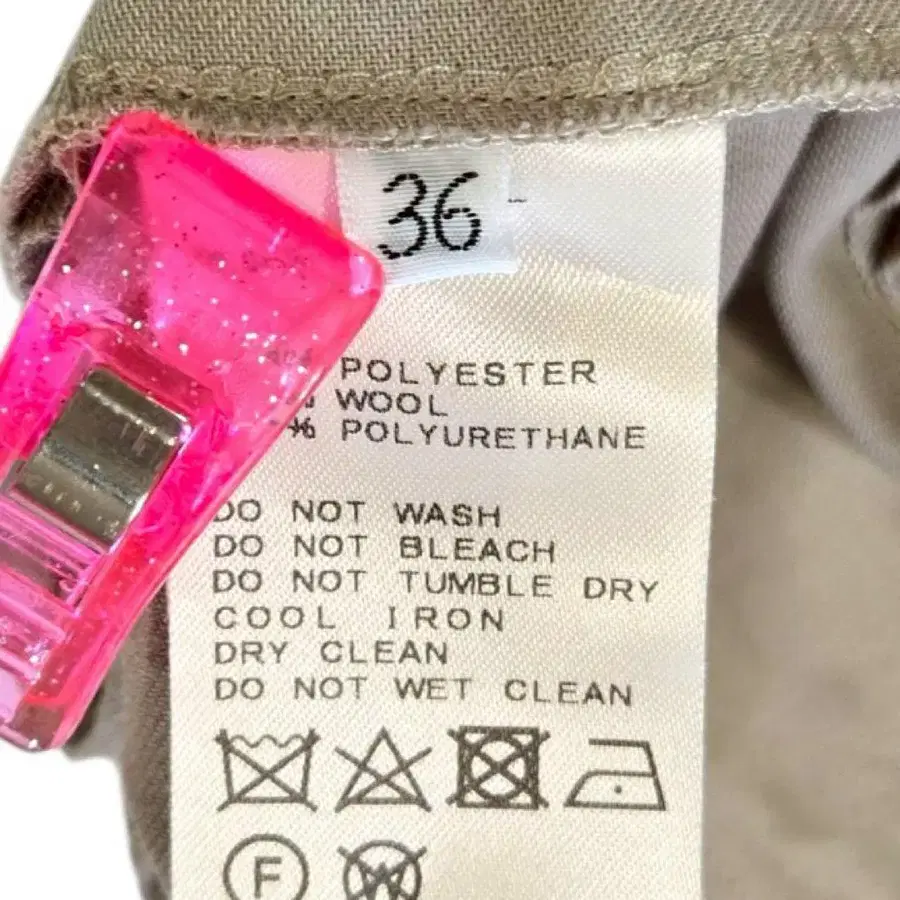 36
POLYESTER
WOOL
% POLYURETHANE
DO NOT WASH
DO NOT BLEACH
DO NOT TUMBLE DRY
COOL IRON
DRY CLEAN
DO NOT WET CLEAN
F
W